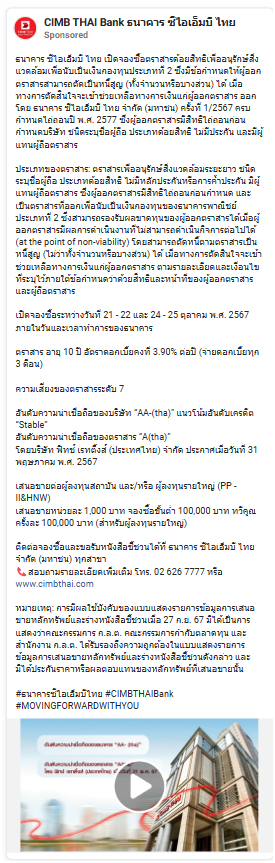 CIMB THAI Bank ธนาคาร ซีไอเอ็มบี ไทย
Sponsored
ธนาคาร ซีไอเอ็มบี ไทย เปิดจองซื้อตราสารด้อยสิทธิเพื่ออนุรักษ์สิ่ง
แวดล้อมเพื่อนับเป็นเงินกองทุนประเภทที่ 2 ซึ่งมีข้อกำหนดให้ผู้ออก
ตราสารสามารถตัดเป็นหนี้สูญ (ทั้งจำนวนหรือบางส่วน) ได้ เมื่อ
ทางการตัดสินใจจะเข้าช่วยเหลือทางการเงินแก่ผู้ออกตราสาร ออก
โดย ธนาคาร ซีไอเอ็มบี ไทย จำกัด (มหาชน) ครั้งที่ 1/2567 ครบ
กำหนดไถ่ถอนปี พ.ศ. 2577 ซึ่งผู้ออกตราสารมีสิทธิไถ่ถอนก่อน
กำหนดบริษัท ชนิดระบุชื่อผู้ถือ ประเภทด้อยสิทธิ ไม่มีประกัน และมีผู้
แทนผู้ถือตราสาร
ประเภทของตราสาร: ตราสารเพื่ออนุรักษ์สิ่งแวดล้อมระยะยาว ชนิด
ระบุชื่อผู้ถือ ประเภทด้อยสิทธิ ไม่มีหลักประกันหรือการค้ำประกัน มีผู้
แทนผู้ถือตราสาร ซึ่งผู้ออกตราสารมีสิทธิไถ่ถอนก่อนกำหนด และ
เป็นตราสารที่ออกเพื่อนับเป็นเงินกองทุนของธนาคารพาณิชย์
ประเภทที่ 2 ซึ่งสามารถรองรับผลขาดทุนของผู้ออกตราสารได้เมื่อผู้
ออกตราสารมีผลการดำเนินงานที่ไม่สามารถดำเนินกิจการต่อไปได้
(at the point of non-viability) โดยสามารถตัดหนี้ตามตราสารเป็น
หนี้สูญ (ไม่ว่าทั้งจำนวนหรือบางส่วน) ได้ เมื่อทางการตัดสินใจจะเข้า
ช่วยเหลือทางการเงินแก่ผู้ออกตราสาร ตามรายละเอียดและเงื่อนไข
ที่ระบุไว้ภายใต้ข้อกำหนดว่าด้วยสิทธิและหน้าที่ของผู้ออกตราสาร
และผู้ถือตราสาร
เปิดจองซื้อระหว่างวันที่ 21 - 22 และ 24 - 25 ตุลาคม พ.ศ. 2567
ภายในวันและเวลาทำการของธนาคาร
ตราสาร อายุ 10 ปี อัตราดอกเบี้ยคงที่ 3.90% ต่อปี (จ่ายดอกเบี้ยทุก
3 เดือน)
ความเสี่ยงของตราสารระดับ 7
อันดับความน่าเชื่อถือของบริษัท “AA-(tha)” แนวโน้มอันดับเครดิต
“Stable”
อันดับความน่าเชื่อถือของตราสาร “A(tha)”
โดยบริษัท ฟิทช์ เรทติ้งส์ (ประเทศไทย) จำกัด ประกาศเมื่อวันที่ 31
พฤษภาคม พ.ศ. 2567
เสนอขายต่อผู้ลงทุนสถาบัน และ/หรือ ผู้ลงทุนรายใหญ่ (PP -
II&HNW)
เสนอขายหน่วยละ 1,000 บาท จองซื้อขั้นต่ำ 100,000 บาท ทวีคูณ
ครั้งละ 100,000 บาท (สำหรับผู้ลงทุนรายใหญ่)
ติดต่อจองซื้อและขอรับหนังสือชี้ชวนได้ที่ ธนาคาร ซีไอเอ็มบี ไทย
จำกัด (มหาชน) ทุกสาขา
📞 สอบถามรายละเอียดเพิ่มเติม โทร. 02 626 7777 หรือ
www.cimbthai.com
หมายเหตุ: การมีผลใช้บังคับของแบบแสดงรายการข้อมูลการเสนอ
ขายหลักทรัพย์และร่างหนังสือชี้ชวนเมื่อ 27 ก.ย. 67 มิได้เป็นการ
แสดงว่าคณะกรรมการ ก.ล.ต. คณะกรรมการกำกับตลาดทุน และ
สำนักงาน ก.ล.ต. ได้รับรองถึงความถูกต้องในแบบแสดงรายการ
ข้อมูลการเสนอขายหลักทรัพย์และร่างหนังสือชี้ชวนดังกล่าว และ
มิได้ประกันราคาหรือผลตอบแทนของหลักทรัพย์ที่เสนอขายนั้น
#ธนาคารซีไอเอ็มบีไทย #CIMBTHAIBank
#MOVINGFORWARDWITHYOU
อันดับความน่าเชื่อถือของธนาคาร "AA- (tha)"